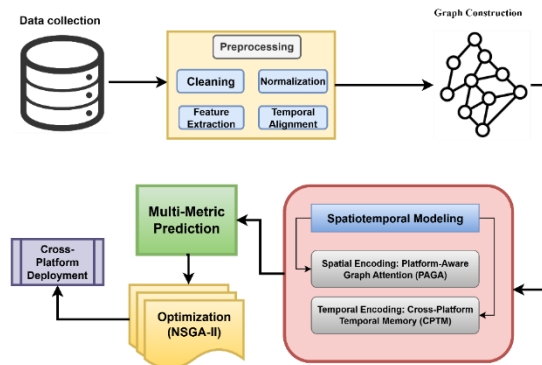 Data collection
Preprocessing
Cleaning
Normalization
Feature
Extraction
Temporal
Alignment
Graph Construction
Spatiotemporal Modeling
Spatial Encoding: Platform-Aware
Graph Attention (PAGA)
Temporal Encoding: Cross-Platform
Temporal Memory (CPTM)
Multi-Metric
Prediction
Optimization
(NSGA-II)
Cross-
Platform
Deployment